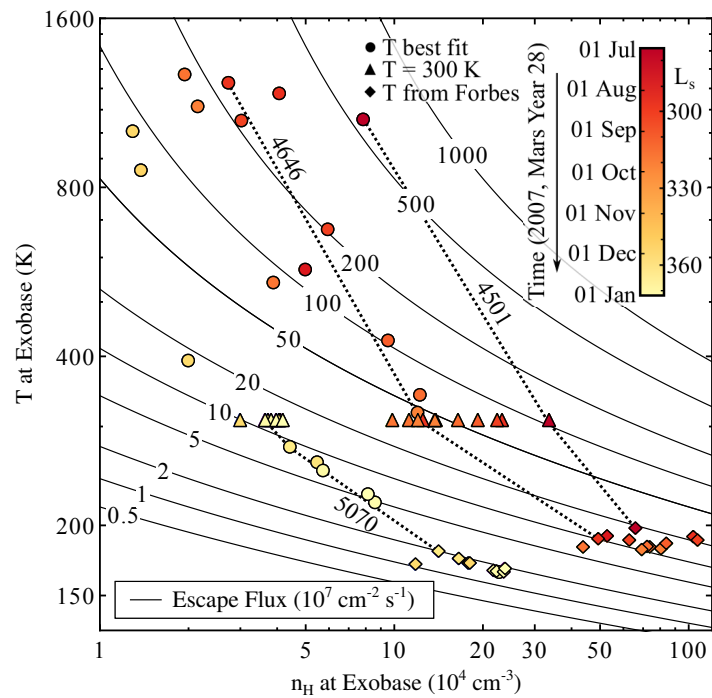 1600
800
400
200
150
T at Exobase (K)
1
5
10
20
30
50
100
n_H at Exobase (10^4 cm^-3)
T best fit
T = 300 K
T from Forbes
Time (2007, Mars Year 28)
01 Jul
01 Aug
01 Sep
01 Oct
01 Nov
01 Dec
01 Jan
L_s
300
330
360
1000
500
200
100
50
20
10
5
2
1
0.5
4646
4501
5070
Escape Flux (10^7 cm^-2 s^-1)